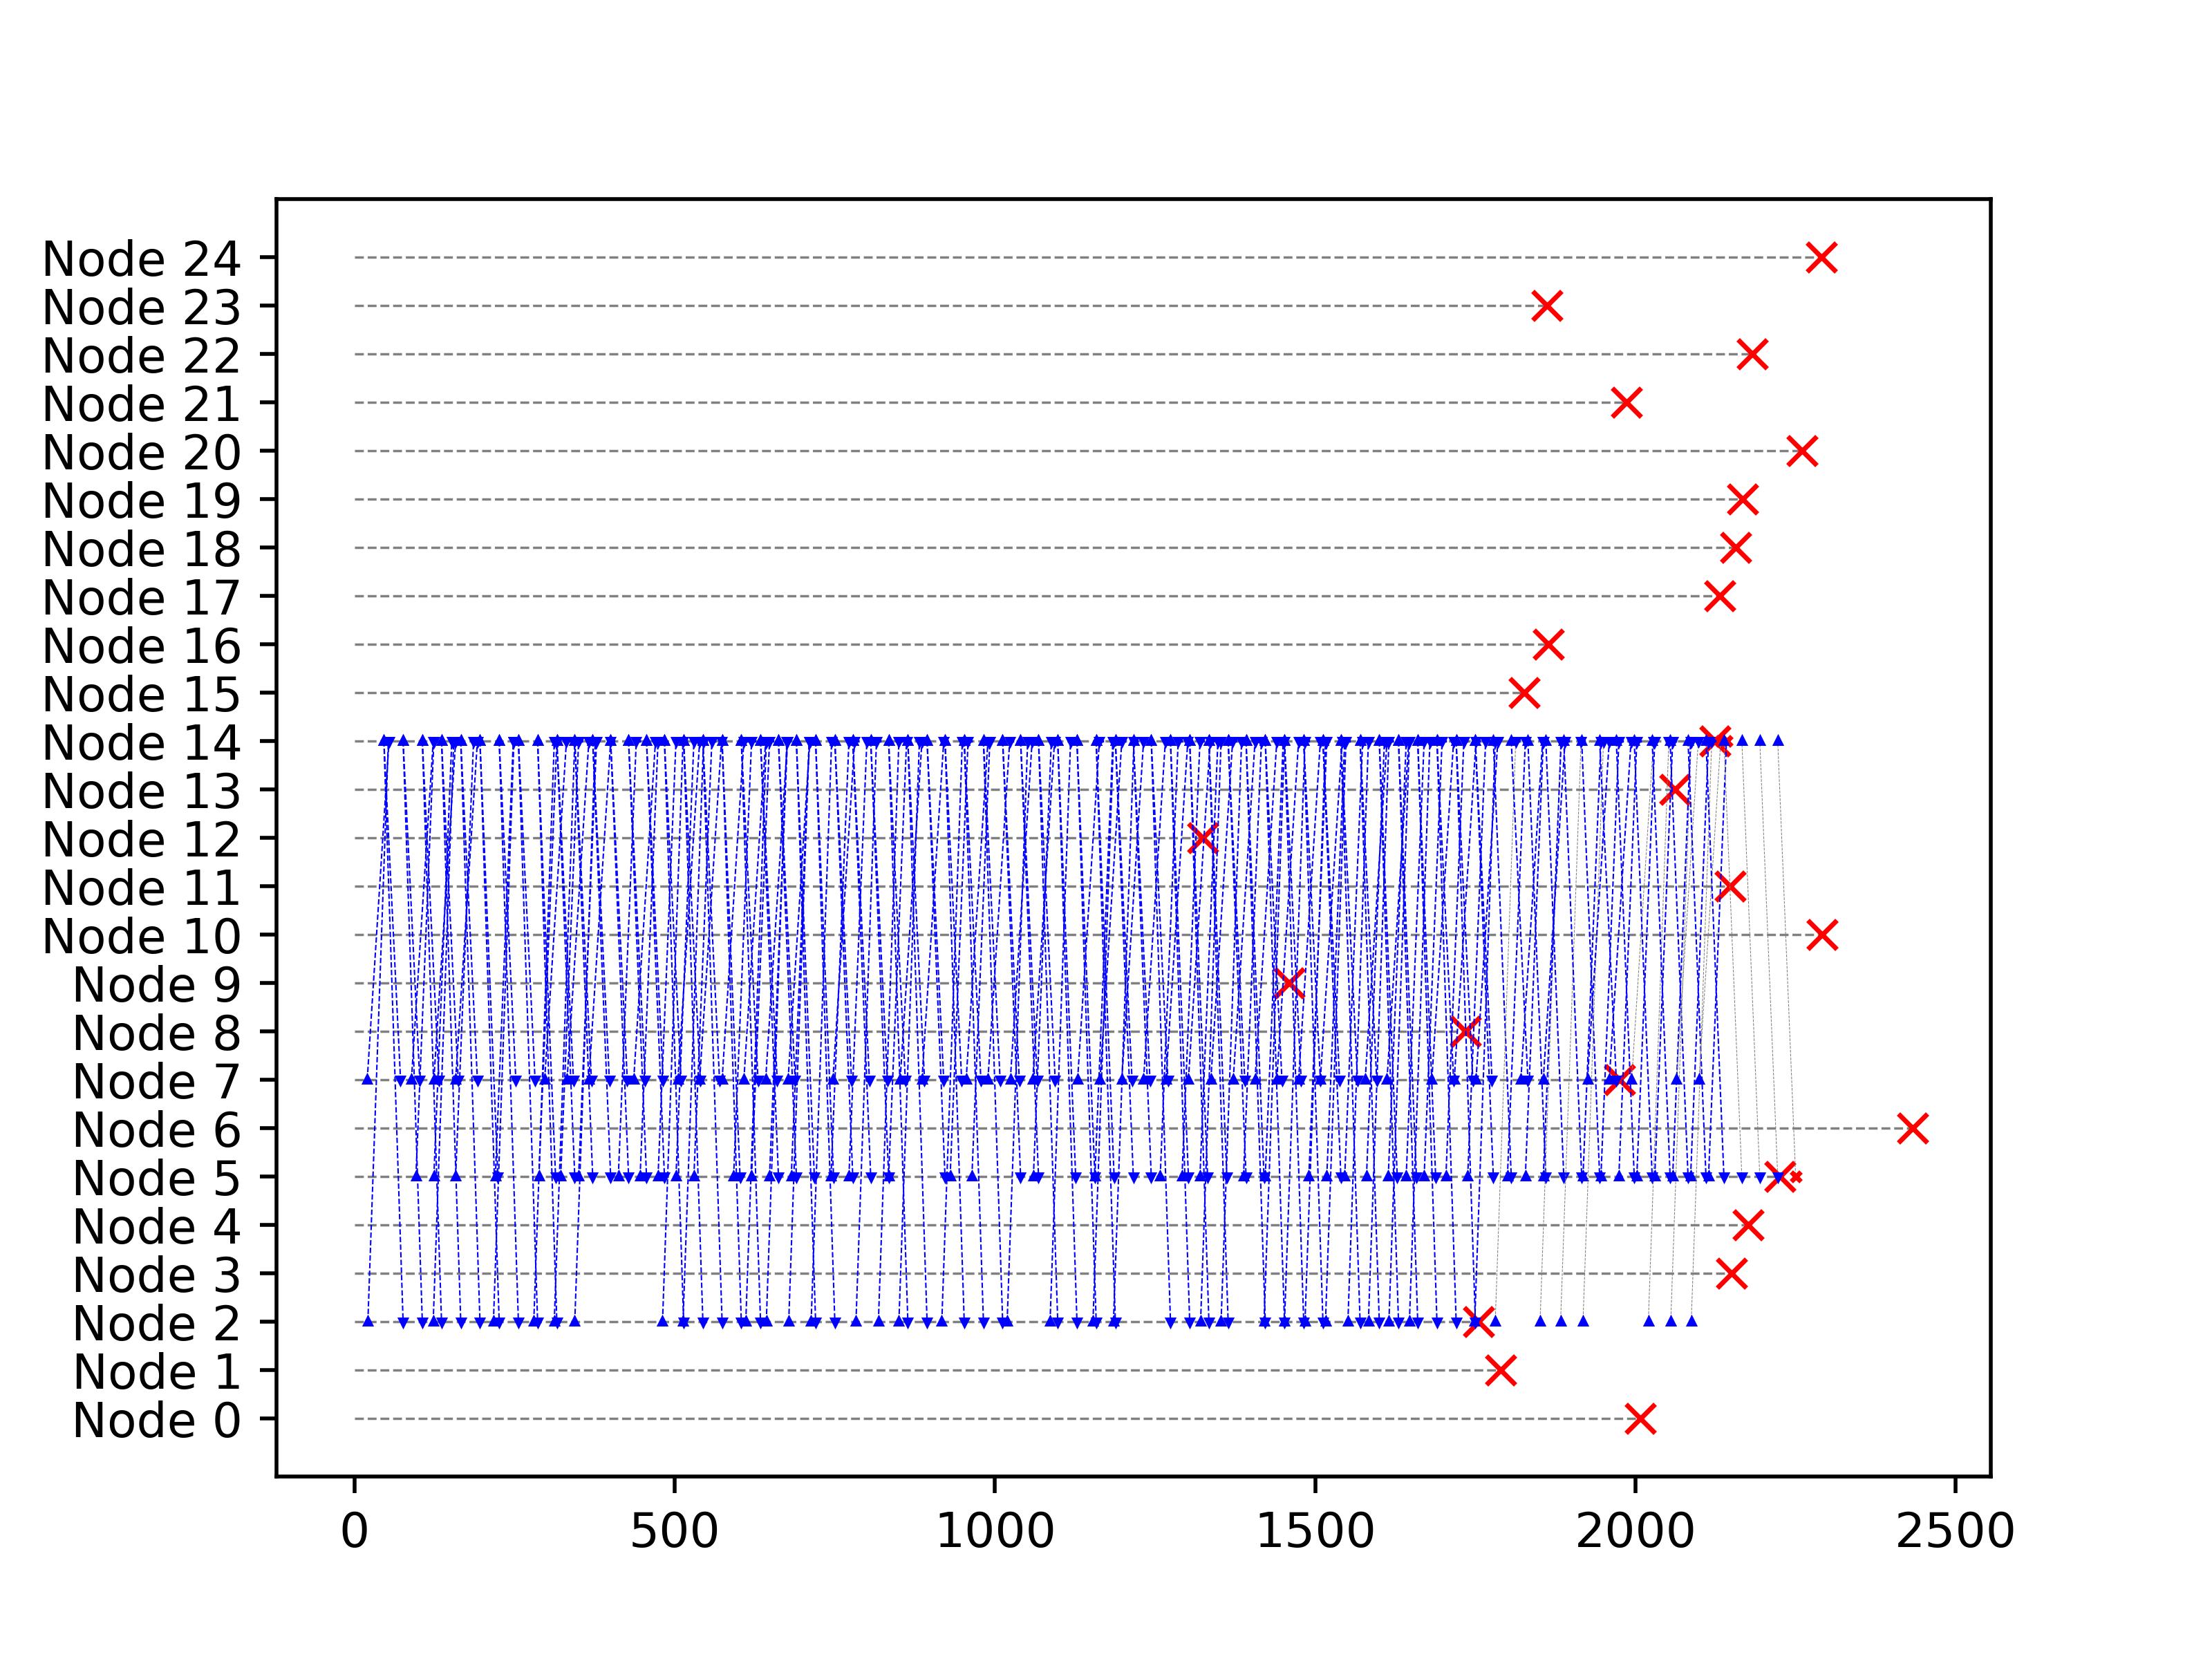 Node 24
Node 23
Node 22
Node 21
Node 20
Node 19
Node 18
Node 17
Node 16
Node 15
Node 14
Node 13
Node 12
Node 11
Node 10
Node 9
Node 8
Node 7
Node 6
Node 5
Node 4
Node 3
Node 2
Node 1
Node 0
0 500 1000 1500 2000 2500